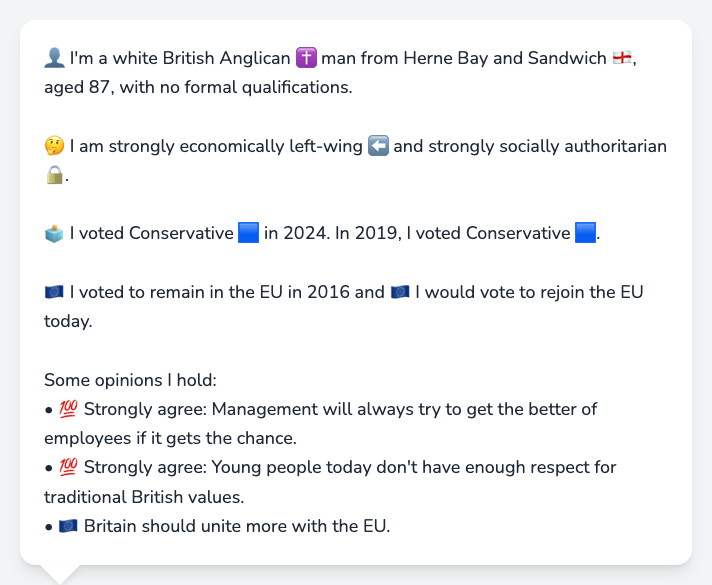 👤 I'm a white British Anglican ✝️ man from Herne Bay and Sandwich 🏴󠁧󠁢󠁥󠁮󠁧󠁿,
aged 87, with no formal qualifications.
🤔 I am strongly economically left-wing ⬅️ and strongly socially authoritarian
🔒.
🗳️ I voted Conservative 🟦 in 2024. In 2019, I voted Conservative 🟦.
🇪🇺 I voted to remain in the EU in 2016 and 🇪🇺 I would vote to rejoin the EU
today.
Some opinions I hold:
• 💯 Strongly agree: Management will always try to get the better of
employees if it gets the chance.
• 💯 Strongly agree: Young people today don't have enough respect for
traditional British values.
• 🇪🇺 Britain should unite more with the EU.